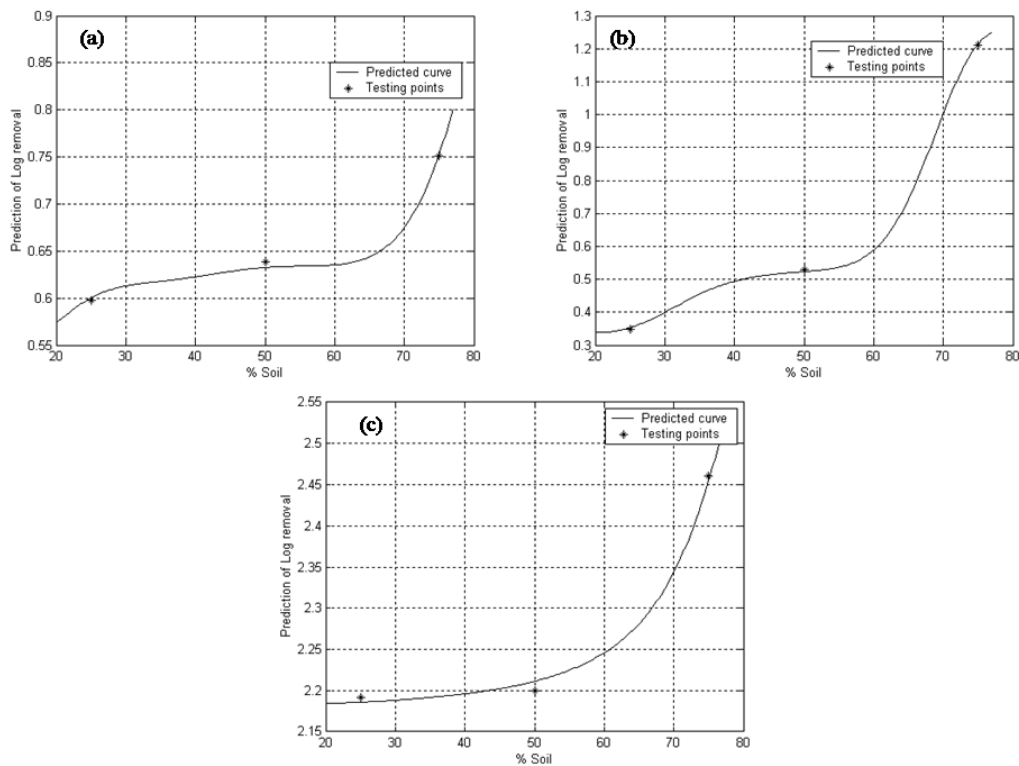 (a)
Predicted curve
Testing points
Prediction of Log removal
0.9
0.85
0.8
0.75
0.7
0.65
0.6
0.55
20 30 40 50 60 70 80
% Soil
(b)
Predicted curve
Testing points
Prediction of Log removal
1.3
1.2
1.1
1
0.9
0.8
0.7
0.6
0.5
0.4
0.3
20 30 40 50 60 70 80
% Soil
(c)
Predicted curve
Testing points
Prediction of Log removal
2.55
2.5
2.45
2.4
2.35
2.3
2.25
2.2
2.15
20 30 40 50 60 70 80
% Soil